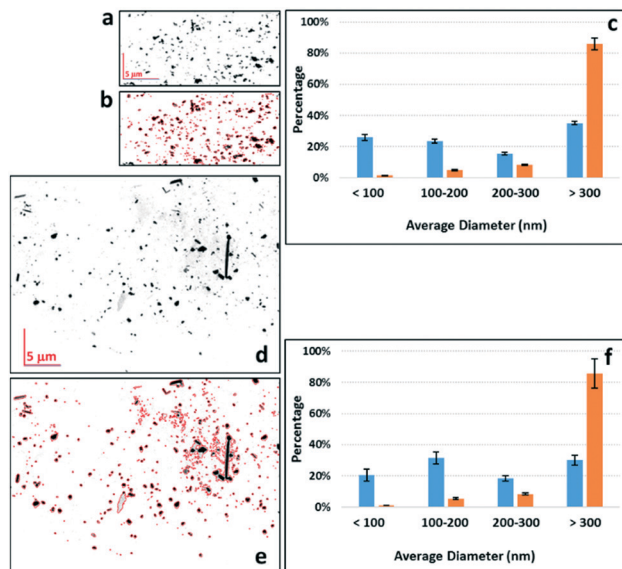 a
5 µm
b
c
100%
80%
60%
40%
20%
0%
Percentage
< 100
100-200
200-300
> 300
Average Diameter (nm)
5 µm
d
e
f
100%
80%
60%
40%
20%
0%
Percentage
< 100
100-200
200-300
> 300
Average Diameter (nm)